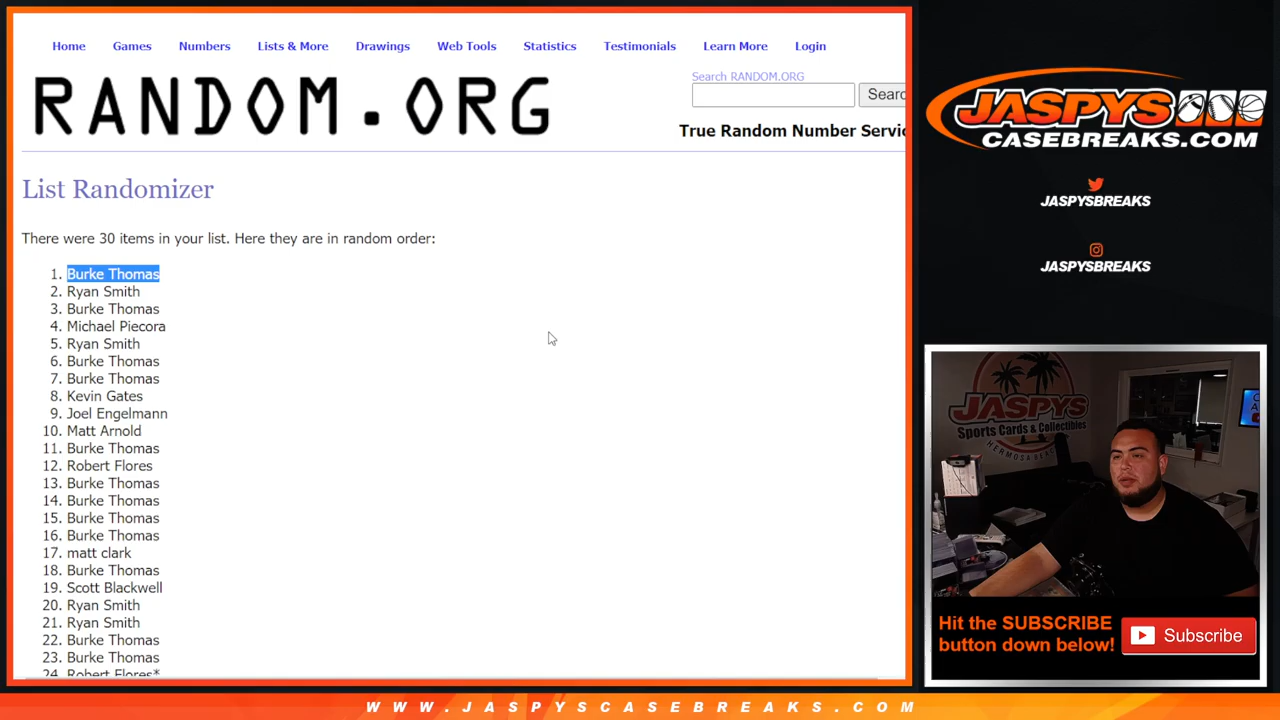 Home Games Numbers Lists & More Drawings Web Tools Statistics Testimonials Learn More Login
Search RANDOM.ORG
RANDOM.ORG
Searc
True Random Number Servic
List Randomizer
There were 30 items in your list. Here they are in random order:
1. Burke Thomas
2. Ryan Smith
3. Burke Thomas
4. Michael Piecora
5. Ryan Smith
6. Burke Thomas
7. Burke Thomas
8. Kevin Gates
9. Joel Engelmann
10. Matt Arnold
11. Burke Thomas
12. Robert Flores
13. Burke Thomas
14. Burke Thomas
15. Burke Thomas
16. Burke Thomas
17. matt clark
18. Burke Thomas
19. Scott Blackwell
20. Ryan Smith
21. Ryan Smith
22. Burke Thomas
23. Burke Thomas
24. Robert Flores*
JASPYS
CASEBREAKS.COM
JASPYSBREAKS
JASPYSBREAKS
JASPYS
Sports Cards & Collectibles
HERMOSA BEACH
Hit the SUBSCRIBE
button down below!
Subscribe
WWW.JASPYSCASEBREAKS.COM